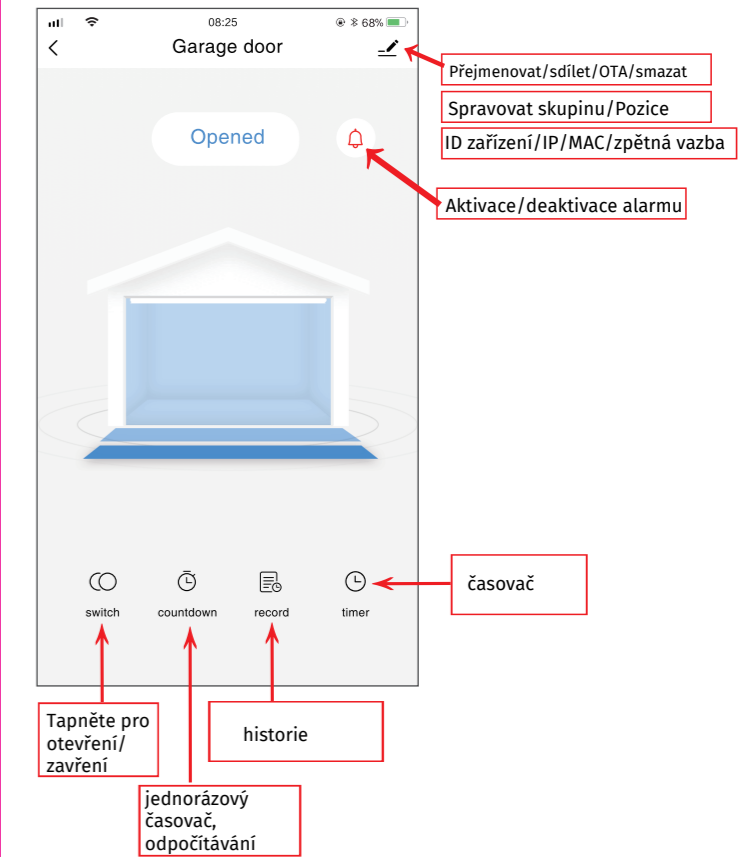 08:25
68%
Garage door
Přejmenovat/sdílet/OTA/smazat
Spravovat skupinu/Pozice
ID zařízení/IP/MAC/zpětná vazba
Opened
Aktivace/deaktivace alarmu
switch
countdown
record
timer
časovač
Tapněte pro
otevření/
zavření
historie
jednorázový
časovač,
odpočítávání